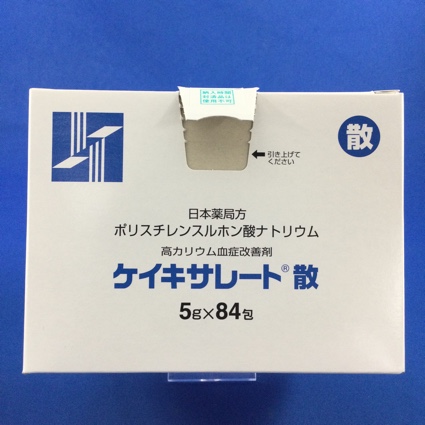 散
引き上げて
ください
日本薬局方
ポリスチレンスルホン酸ナトリウム
高カリウム血症改善剤
ケイキサレート®散
5g×84包